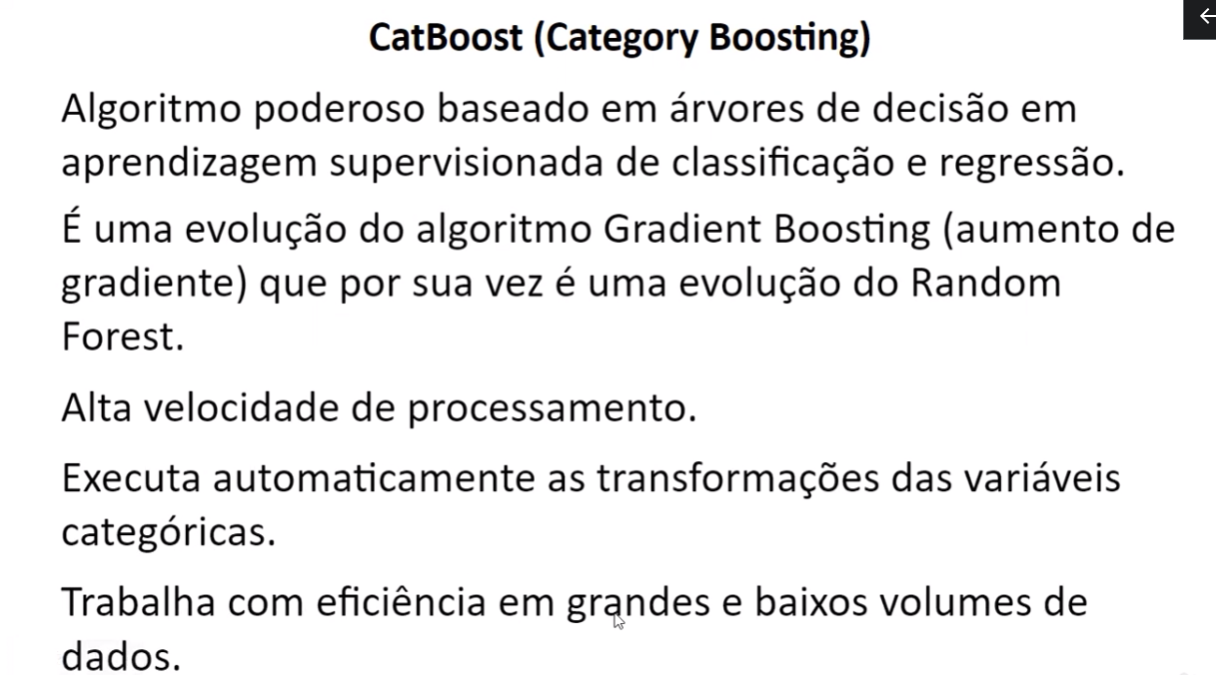 CatBoost (Category Boosting)
Algoritmo poderoso baseado em árvores de decisão em
aprendizagem supervisionada de classificação e regressão.
É uma evolução do algoritmo Gradient Boosting (aumento de
gradiente) que por sua vez é uma evolução do Random
Forest.
Alta velocidade de processamento.
Executa automaticamente as transformações das variáveis
categóricas.
Trabalha com eficiência em grandes e baixos volumes de
dados.